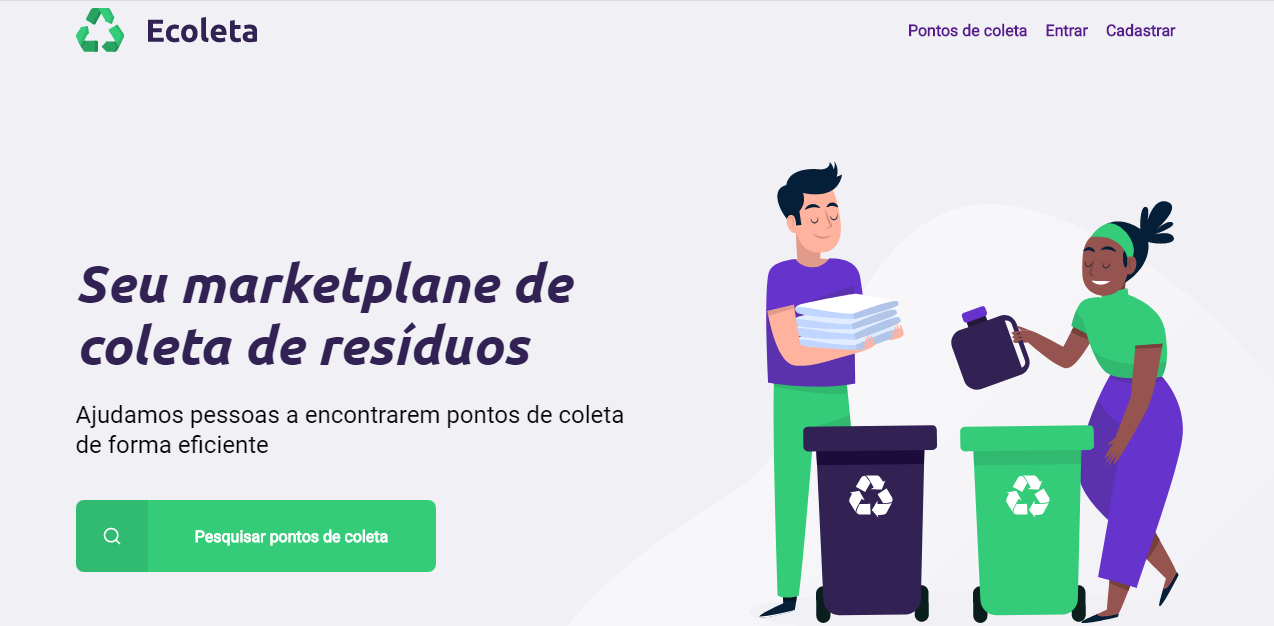 Ecoleta
Pontos de coleta Entrar Cadastrar
Seu marketplane de
coleta de resíduos
Ajudamos pessoas a encontrarem pontos de coleta
de forma eficiente
Pesquisar pontos de coleta